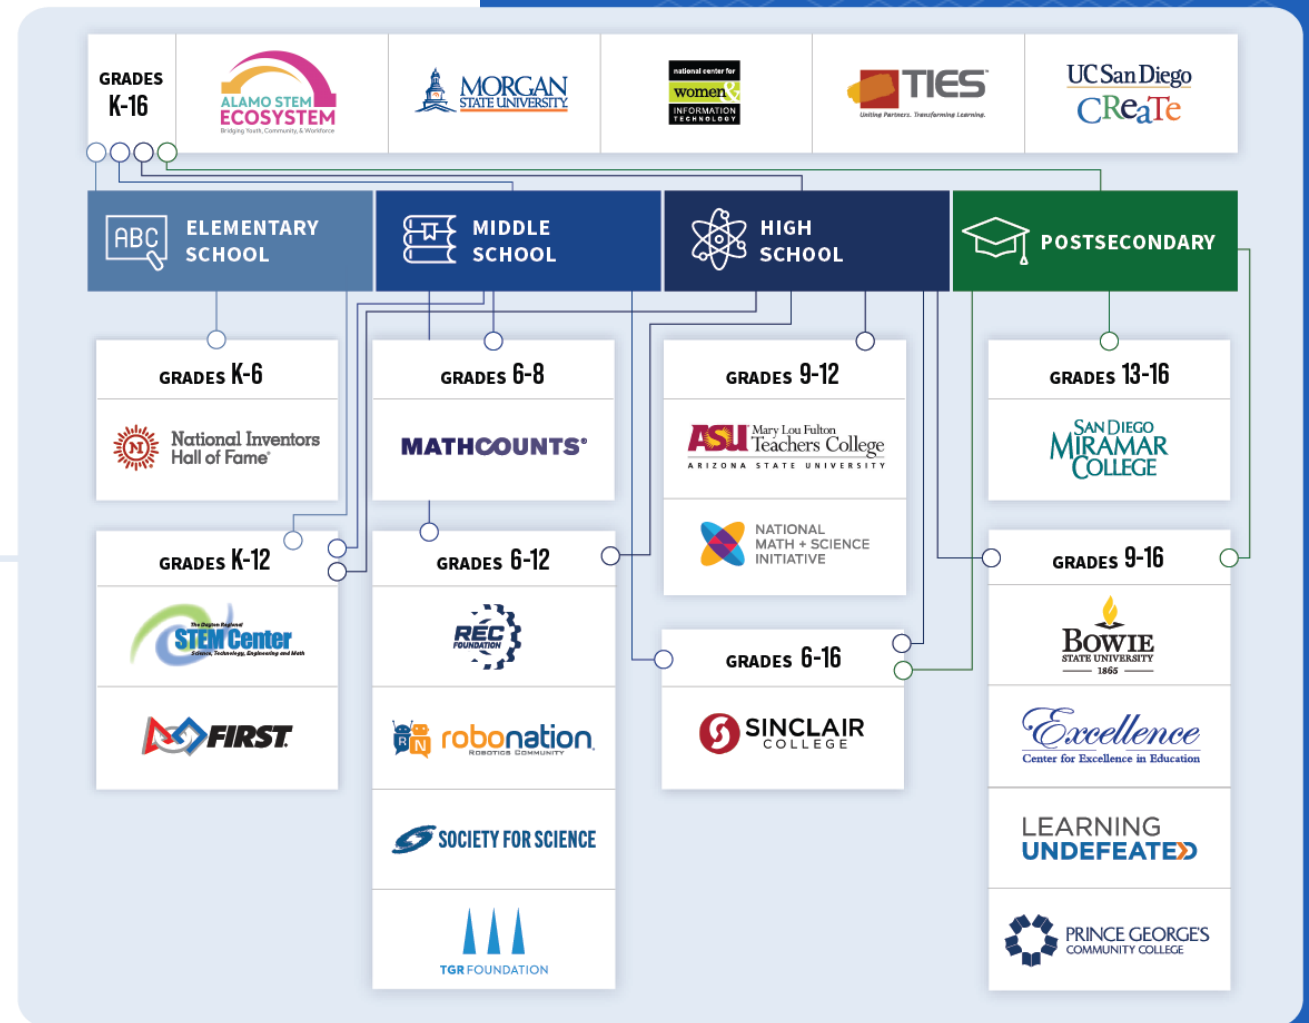 GRADES
K-16
ALAMO STEM
ECOSYSTEM
Bridging Youth, Community, & Workforce
MORGAN
STATE UNIVERSITY
national center for
women&
INFORMATION
TECHNOLOGY
TIES™
Uniting Partners. Transforming Learning.
UC San Diego
CReaTe
ABC
ELEMENTARY
SCHOOL
MIDDLE
SCHOOL
HIGH
SCHOOL
POSTSECONDARY
GRADES K-6
N
National Inventors
Hall of Fame®
GRADES 6-8
MATHCOUNTS®
GRADES 9-12
ASU Mary Lou Fulton
Teachers College
ARIZONA STATE UNIVERSITY
NATIONAL
MATH + SCIENCE
INITIATIVE
GRADES 13-16
SAN DIEGO
MIRAMAR
COLLEGE
GRADES K-12
The Dayton Regional
STEM Center
Science, Technology, Engineering and Math
FIRST®
GRADES 6-12
REC
FOUNDATION
RN
robonation
ROBOTICS COMMUNITY
SOCIETY FOR SCIENCE
TGR FOUNDATION
GRADES 6-16
SINCLAIR
COLLEGE
GRADES 9-16
BOWIE
STATE UNIVERSITY
1865
Excellence
Center for Excellence in Education
LEARNING
UNDEFEATED
PRINCE GEORGE'S
COMMUNITY COLLEGE